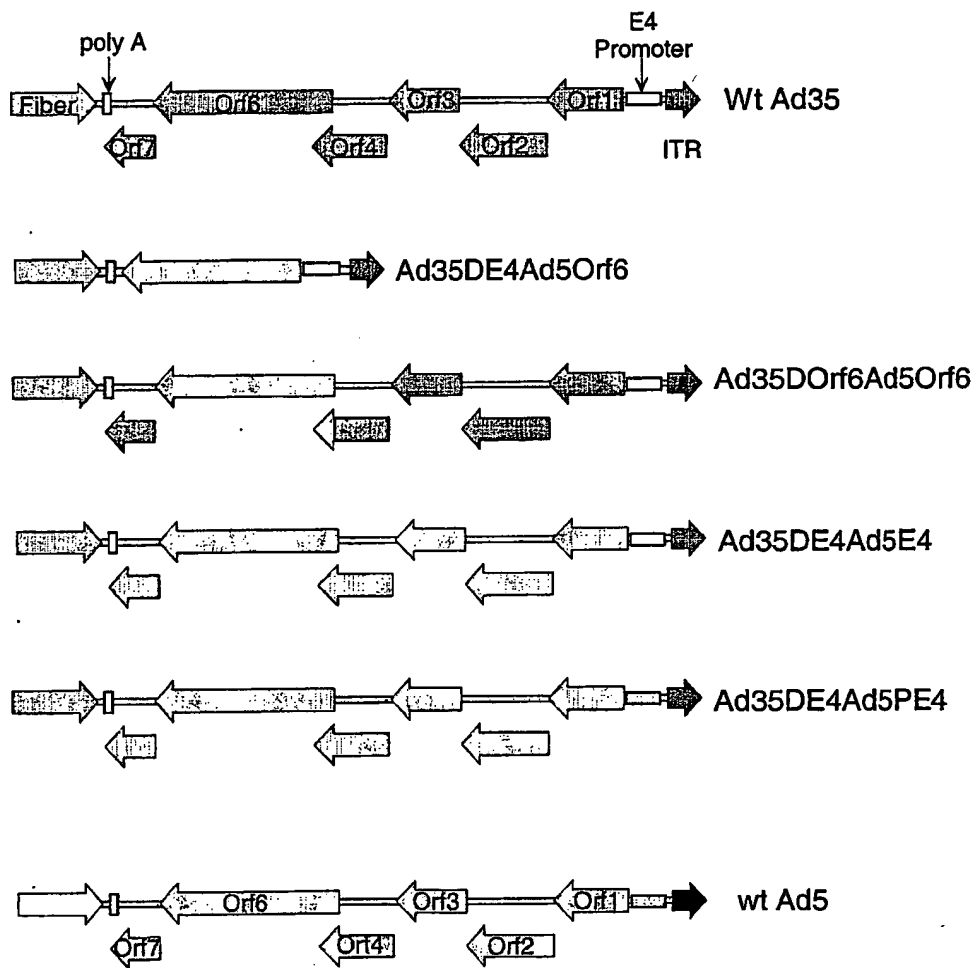 poly A
E4
Promoter
Fiber
Orf6
Orf3
Orf1
Wt Ad35
Orf7
Orf4
Orf2
ITR
Ad35DE4Ad5Orf6
Ad35DOrf6Ad5Orf6
Ad35DE4Ad5E4
Ad35DE4Ad5PE4
Orf6
Orf3
Orf1
wt Ad5
Orf7
Orf4
Orf2